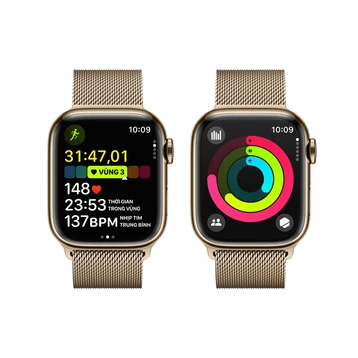 10:09
31:47,01
VÙNG 3
148
23:53 THỜI GIAN
TRONG VÙNG
137BPM NHỊP TIM
TRUNG BÌNH
10:09